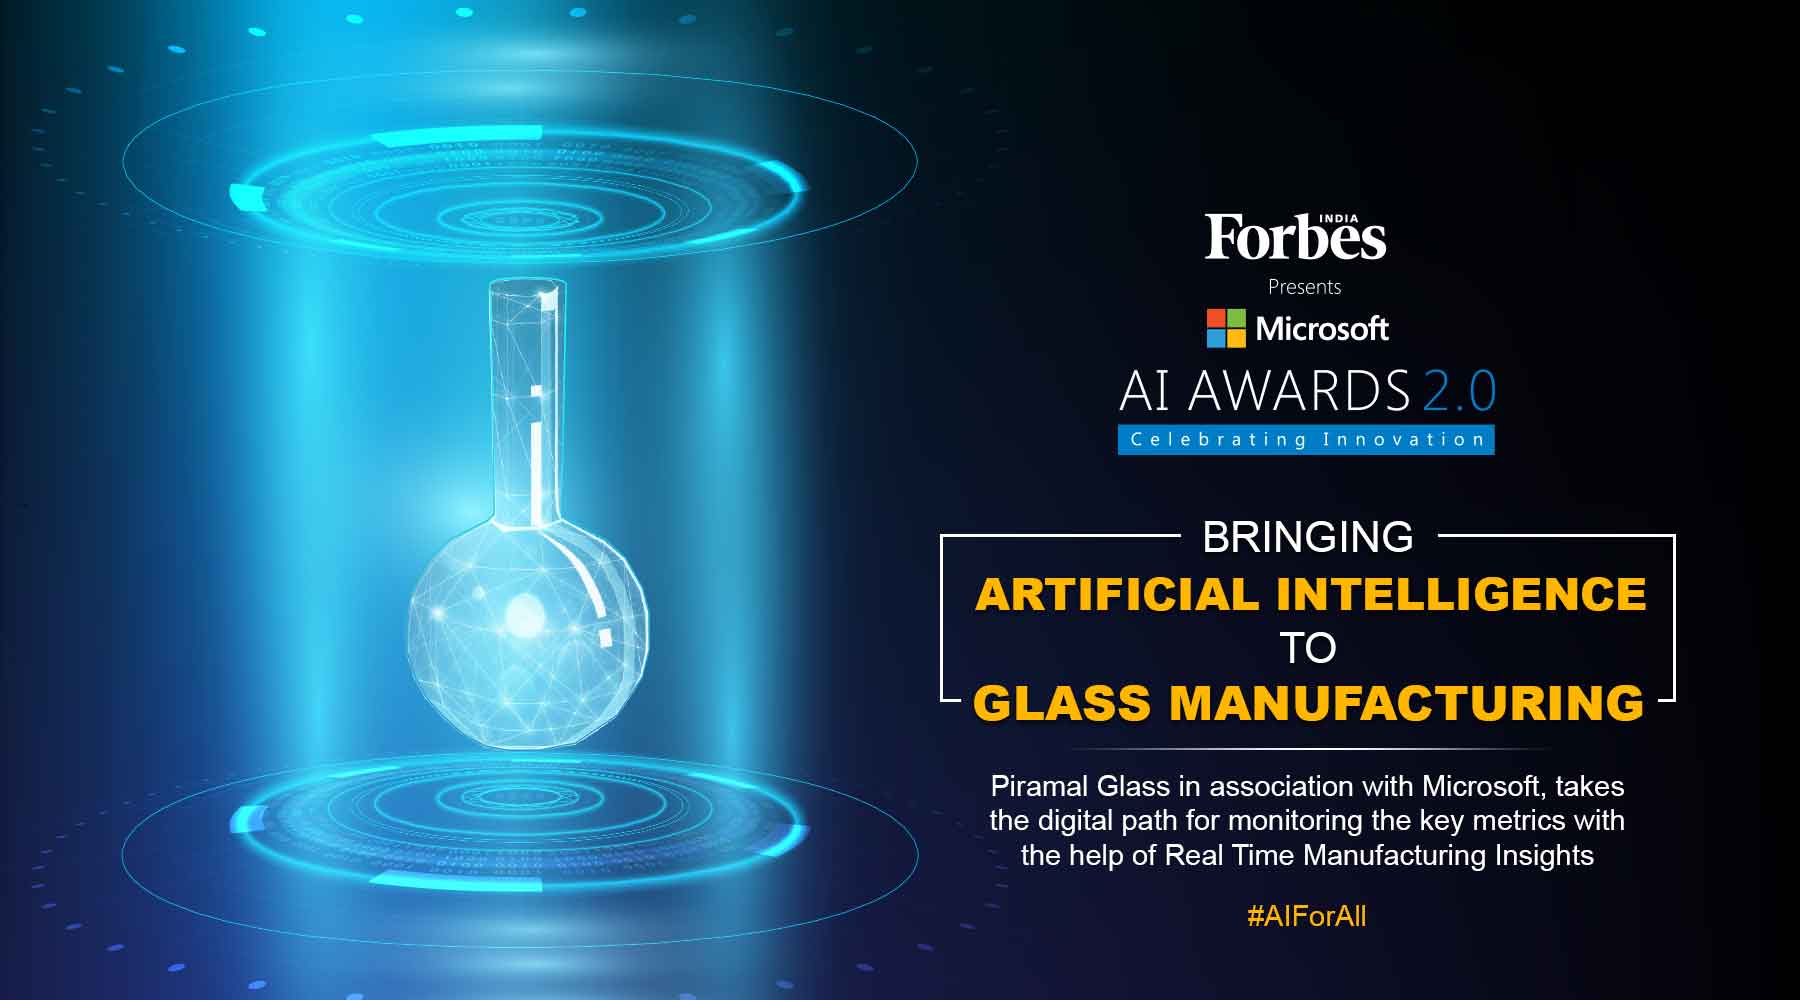 Forbes INDIA
Presents
Microsoft
AI AWARDS 2.0
Celebrating Innovation
BRINGING
ARTIFICIAL INTELLIGENCE
TO
GLASS MANUFACTURING
Piramal Glass in association with Microsoft, takes
the digital path for monitoring the key metrics with
the help of Real Time Manufacturing Insights
#AIForAll